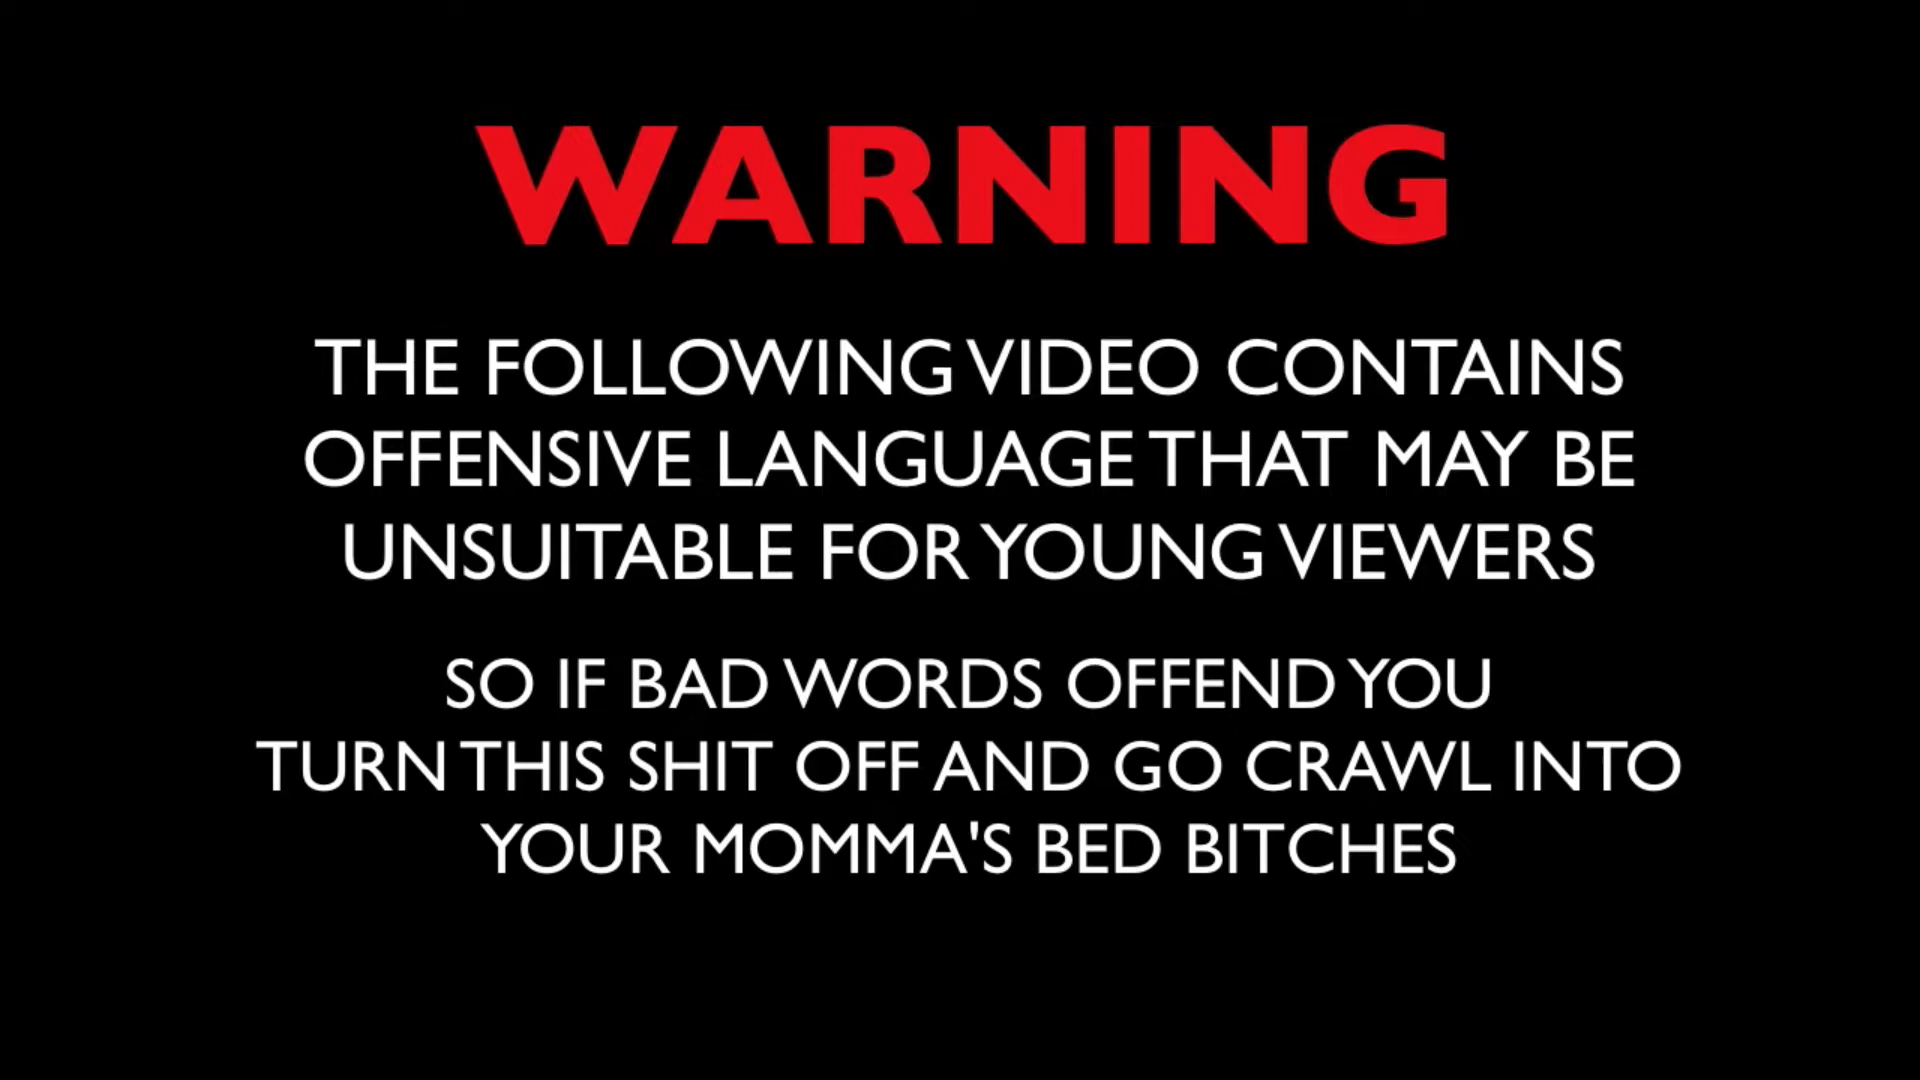 WARNING
THE FOLLOWING VIDEO CONTAINS
OFFENSIVE LANGUAGE THAT MAY BE
UNSUITABLE FOR YOUNG VIEWERS
SO IF BAD WORDS OFFEND YOU
TURN THIS SHIT OFF AND GO CRAWL INTO
YOUR MOMMA'S BED BITCHES